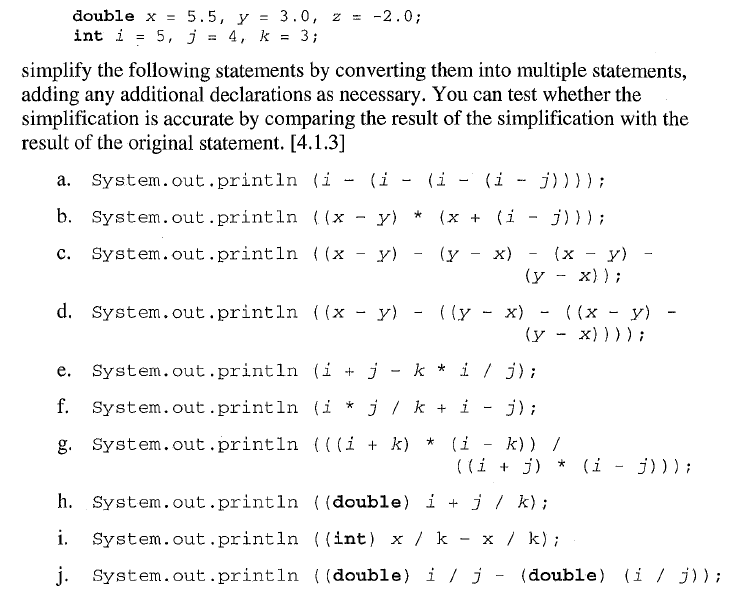 double x = 5.5, y = 3.0, z = -2.0;
int i = 5, j = 4, k = 3;
simplify the following statements by converting them into multiple statements,
adding any additional declarations as necessary. You can test whether the
simplification is accurate by comparing the result of the simplification with the
result of the original statement. [4.1.3]
a. System.out.println (i - (i - (i - (i - j))));
b. System.out.println ((x - y) * (x + (i - j)));
c. System.out.println ((x - y) - (y - x) - (x - y) -
(y - x));
d. System.out.println ((x - y) - ((y - x) - ((x - y) -
(y - x))));
e. System.out.println (i + j - k * i / j);
f. System.out.println (i * j / k + i - j);
g. System.out.println (((i + k) * (i - k)) /
((i + j) * (i - j)));
h. System.out.println ((double) i + j / k);
i. System.out.println ((int) x / k - x / k);
j. System.out.println ((double) i / j - (double) (i / j));